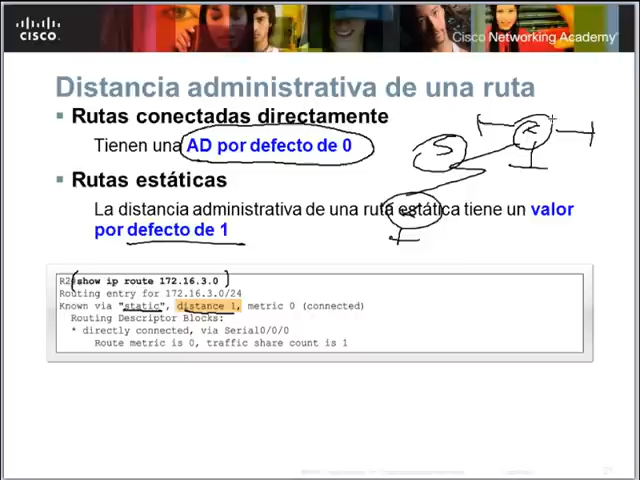 CISCO
Cisco Networking Academy
Distancia administrativa de una ruta
Rutas conectadas directamente
Tienen una AD por defecto de 0
Rutas estáticas
La distancia administrativa de una ruta estática tiene un valor
por defecto de 1
R2#show ip route 172.16.3.0
Routing entry for 172.16.3.0/24
Known via "static", distance 1, metric 0 (connected)
Routing Descriptor Blocks:
* directly connected, via Serial0/0/0
Route metric is 0, traffic share count is 1